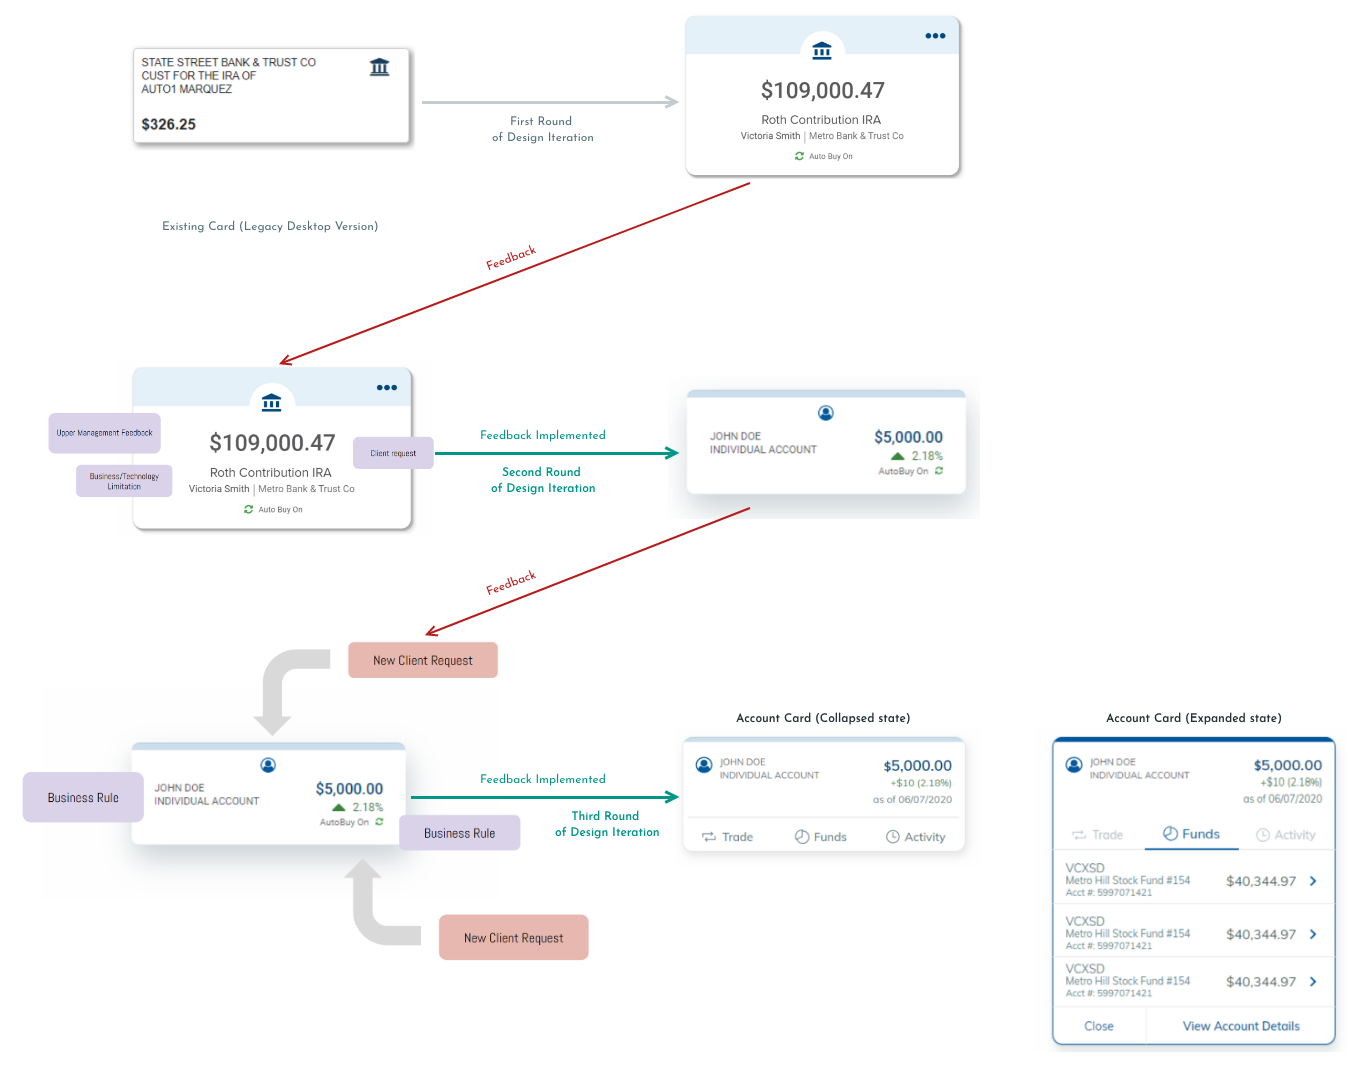 STATE STREET BANK & TRUST CO
CUST FOR THE IRA OF
AUTO1 MARQUEZ
$326.25
First Round
of Design Iteration
$109,000.47
Roth Contribution IRA
Victoria Smith | Metro Bank & Trust Co
Auto Buy On
Existing Card (Legacy Desktop Version)
Feedback
Upper Management Feedback
Business/Technology
Limitation
$109,000.47
Roth Contribution IRA
Victoria Smith | Metro Bank & Trust Co
Auto Buy On
Client request
Feedback Implemented
Second Round
of Design Iteration
JOHN DOE
INDIVIDUAL ACCOUNT
$5,000.00
2.18%
AutoBuy On
Feedback
New Client Request
Business Rule
JOHN DOE
INDIVIDUAL ACCOUNT
$5,000.00
2.18%
AutoBuy On
Business Rule
New Client Request
Feedback Implemented
Third Round
of Design Iteration
Account Card (Collapsed state)
JOHN DOE
INDIVIDUAL ACCOUNT
$5,000.00
+$10 (2.18%)
as of 06/07/2020
Trade
Funds
Activity
Account Card (Expanded state)
JOHN DOE
INDIVIDUAL ACCOUNT
$5,000.00
+$10 (2.18%)
as of 06/07/2020
Trade
Funds
Activity
VCXSD
Metro Hill Stock Fund #154
Acct #: 5997071421
$40,344.97
VCXSD
Metro Hill Stock Fund #154
Acct #: 5997071421
$40,344.97
VCXSD
Metro Hill Stock Fund #154
Acct #: 5997071421
$40,344.97
Close
View Account Details